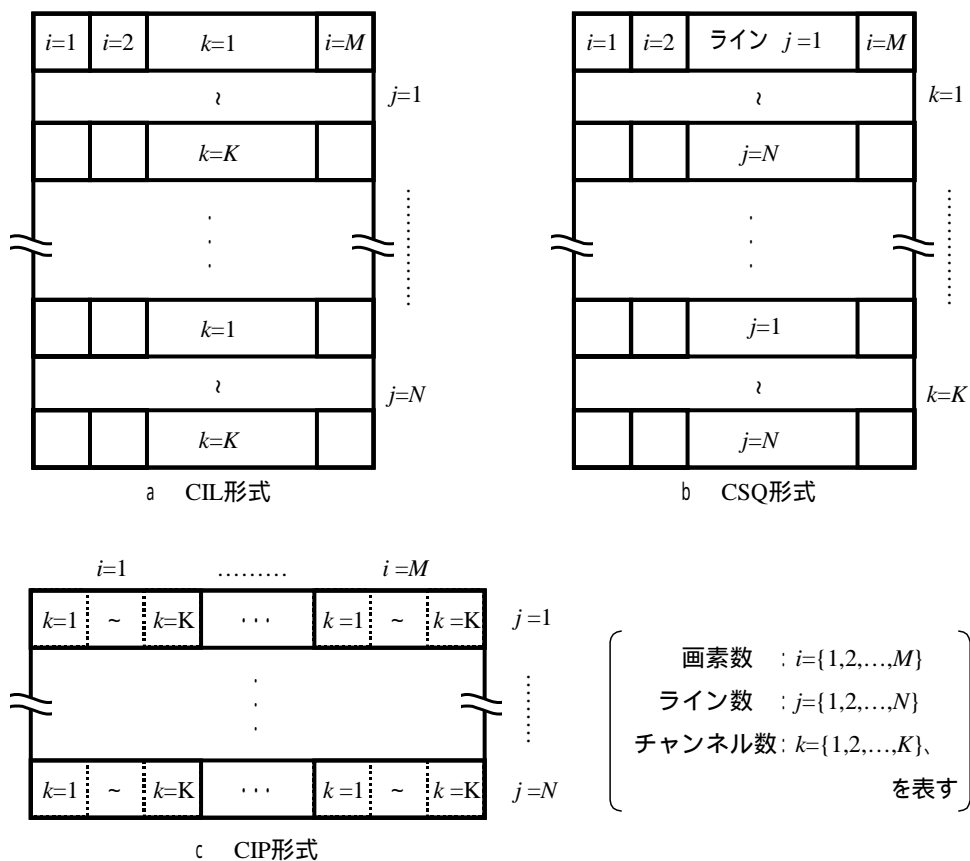 i=1 i=2 k=1 i=M
~ j=1
k=K
⋮
k=1
~ j=N
k=K
a CIL形式
i=1 i=2 ライン j=1 i=M
~ k=1
j=N
⋮
j=1
~ k=K
j=N
b CSQ形式
i=1 ......... i=M
k=1 ~ k=K ··· k=1 ~ k=K j=1
⋮
k=1 ~ k=K ··· k=1 ~ k=K j=N
c CIP形式
画素数 : i={1,2,…,M}
ライン数 : j={1,2,…,N}
チャンネル数: k={1,2,…,K}、
を表す